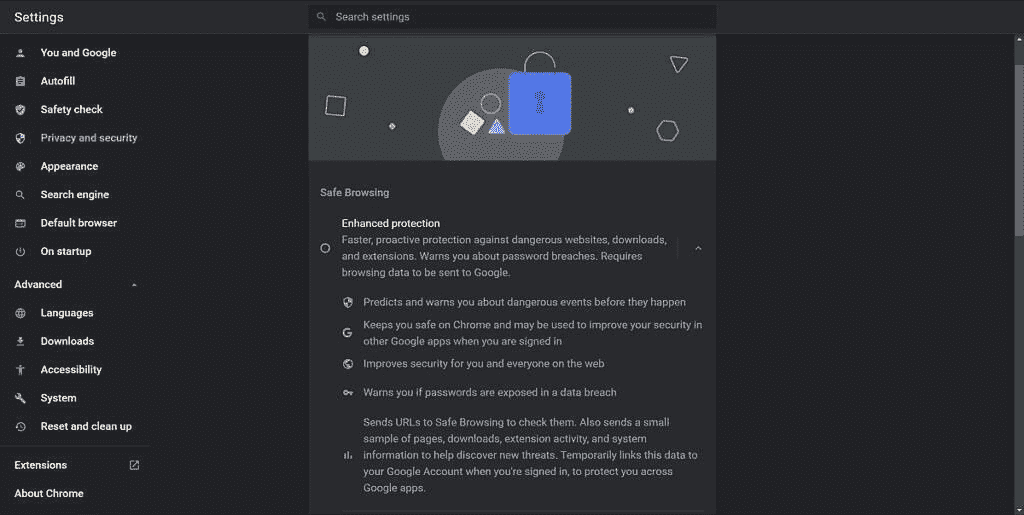 Settings
Search settings
You and Google
Autofill
Safety check
Privacy and security
Appearance
Search engine
Default browser
On startup
Advanced
Languages
Downloads
Accessibility
System
Reset and clean up
Extensions
About Chrome
Safe Browsing
Enhanced protection
Faster, proactive protection against dangerous websites, downloads,
and extensions. Warns you about password breaches. Requires
browsing data to be sent to Google.
Predicts and warns you about dangerous events before they happen
Keeps you safe on Chrome and may be used to improve your security in
other Google apps when you are signed in
Improves security for you and everyone on the web
Warns you if passwords are exposed in a data breach
Sends URLs to Safe Browsing to check them. Also sends a small
sample of pages, downloads, extension activity, and system
information to help discover new threats. Temporarily links this data to
your Google Account when you're signed in, to protect you across
Google apps.